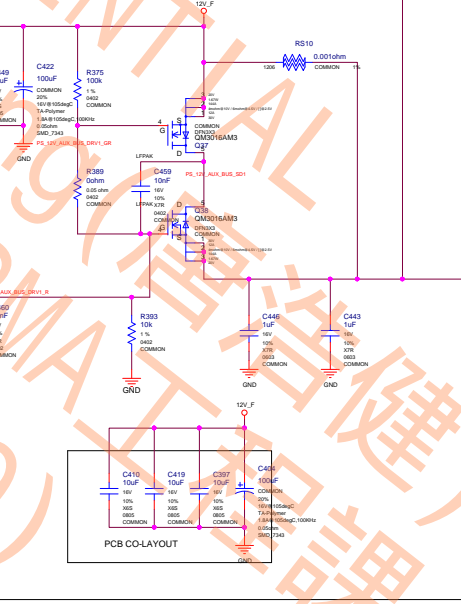 12V_F
RS10
0.001ohm
1206
COMMON
1%
C422
100uF
COMMON
20%
16V@105degC
TA-Polymer
1.8A@105degC,100KHz
0.05ohm
SMD_7343
GND
R375
100k
1 %
0402
COMMON
4
G
S
D
COMMON
DFN3X3
QM3016AM3
Q37
PS_12V_AUX_BUS_DRV1_GR
LFPAK
PS_12V_AUX_BUS_SD1
R389
0ohm
0.05 ohm
0402
COMMON
C459
10nF
16V
10%
X7R
0402
COMMON
LFPAK
D
G
S
4
5
Q38
QM3016AM3
DFN3X3
COMMON
AUX_BUS_DRV1_R
R393
10k
1 %
0402
COMMON
GND
C446
1uF
16V
10%
X7R
0603
COMMON
GND
C443
1uF
16V
10%
X7R
0603
COMMON
GND
12V_F
C410
10uF
16V
10%
X6S
0805
COMMON
C419
10uF
16V
10%
X6S
0805
COMMON
C397
10uF
16V
10%
X6S
0805
COMMON
C404
100uF
COMMON
20%
16V@105degC
TA-Polymer
1.8A@105degC,100KHz
0.05ohm
SMD_7343
GND
PCB CO-LAYOUT